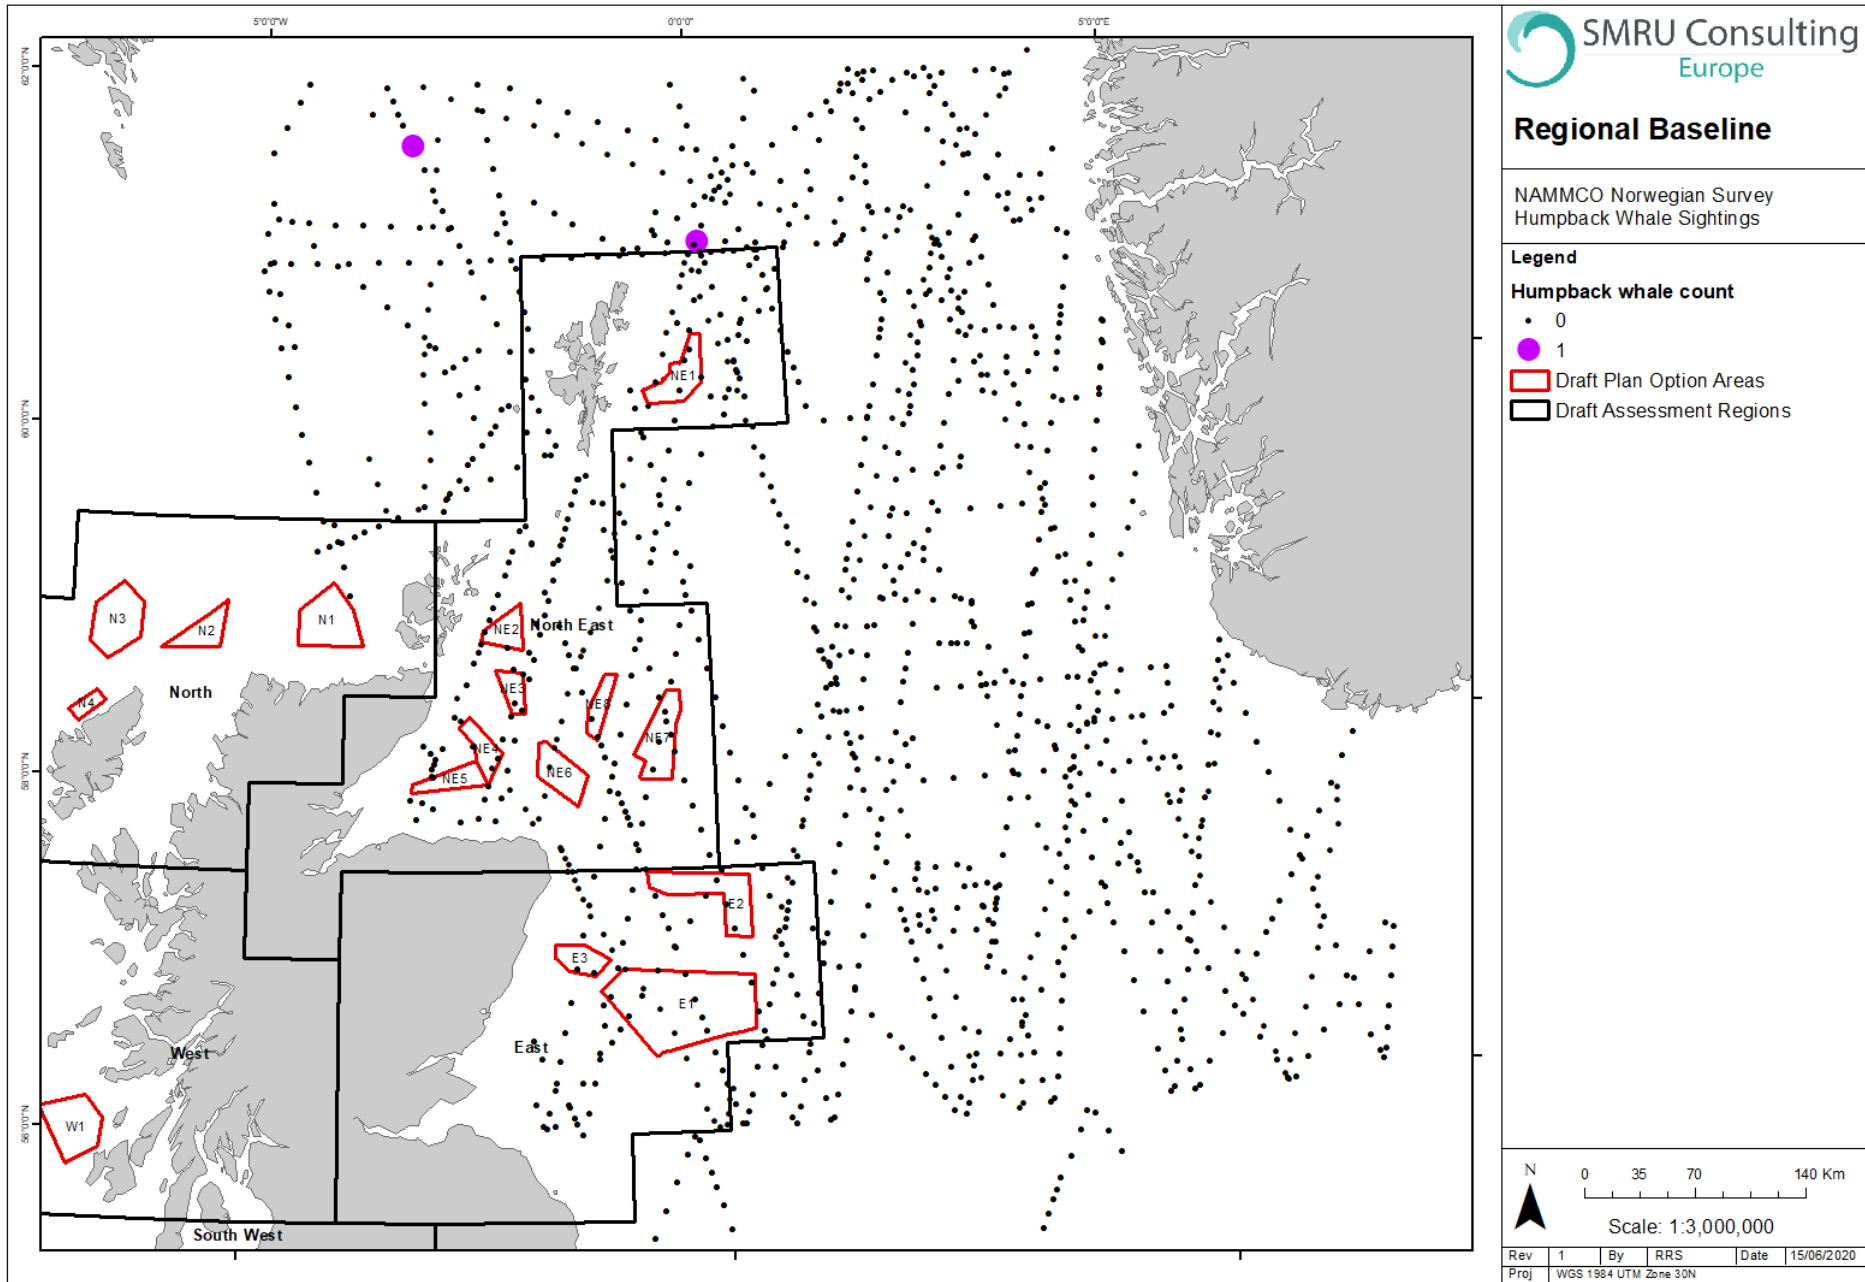 5°0'0"W
0°0'0"
5°0'0"E
62°0'0"N
60°0'0"N
58°0'0"N
56°0'0"N
NE1
N3
N2
N1
NE2
North East
N4
North
NE3
NE8
NE4
NE7
NE5
NE6
E2
E3
E1
East
West
W1
South West
SMRU Consulting
Europe
Regional Baseline
NAMMCO Norwegian Survey
Humpback Whale Sightings
Legend
Humpback whale count
0
1
Draft Plan Option Areas
Draft Assessment Regions
N
0 35 70 140 Km
Scale: 1:3,000,000
Rev 1 By RRS Date 15/06/2020
Proj WGS 1984 UTM Zone 30N